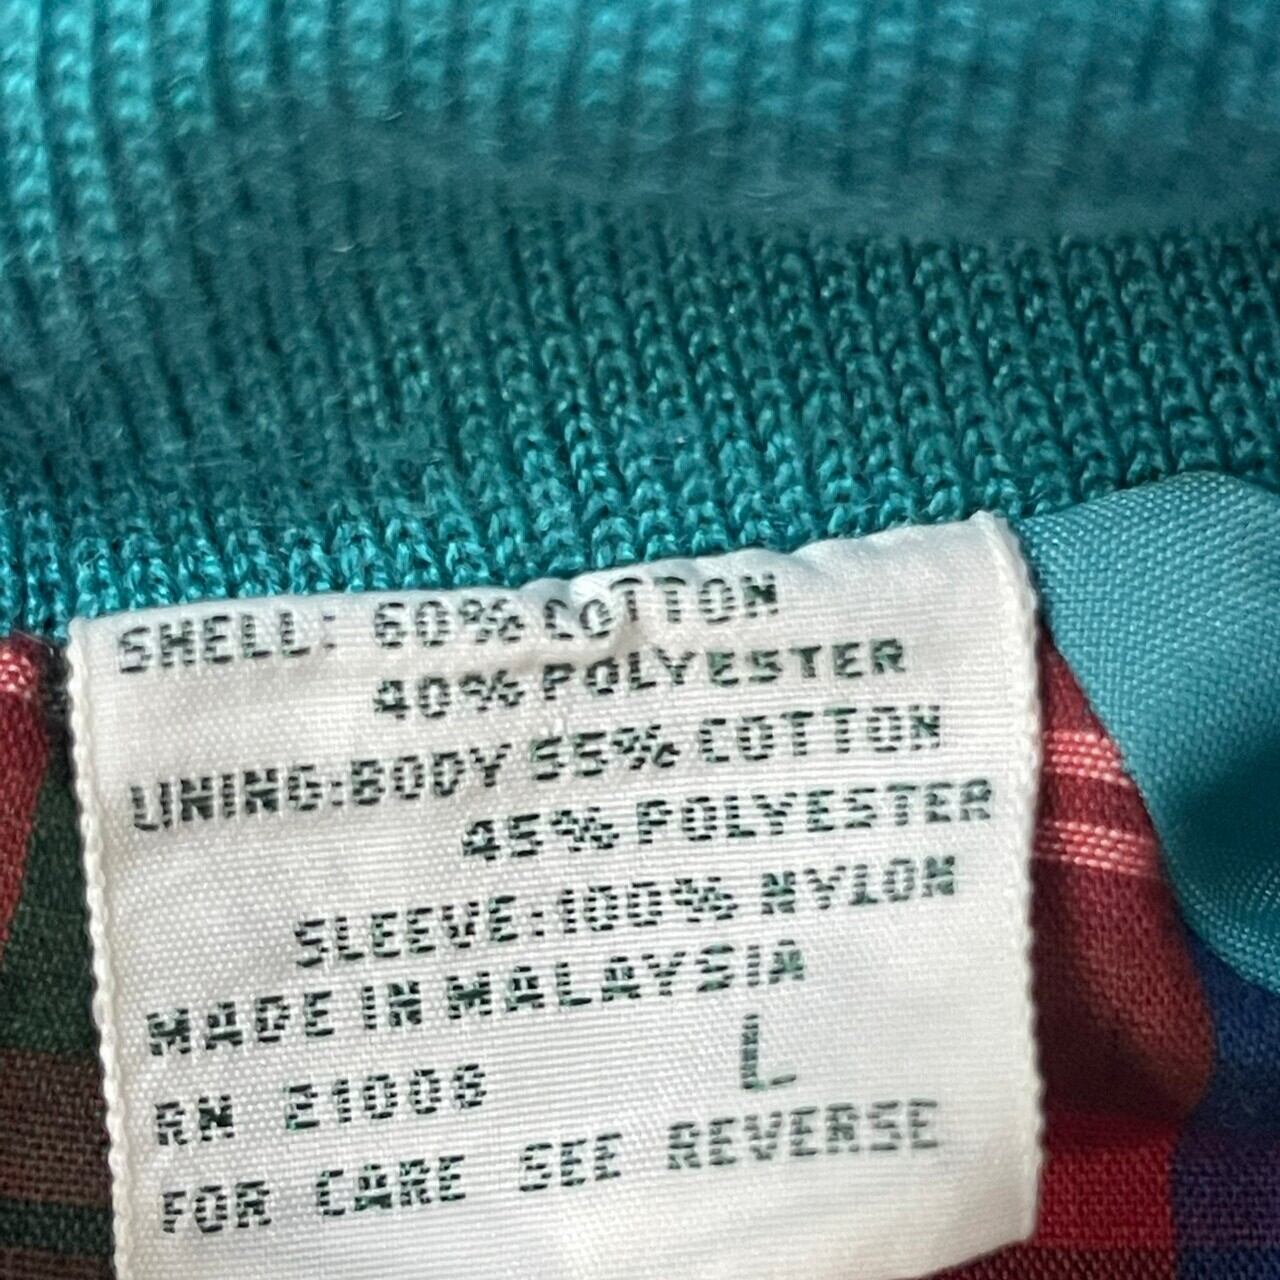 SHELL: 60% COTTON
40% POLYESTER
LINING:BODY 55% COTTON
45% POLYESTER
SLEEVE:100% NYLON
MADE IN MALAYSIA
RN 21008 L
FOR CARE SEE REVERSE